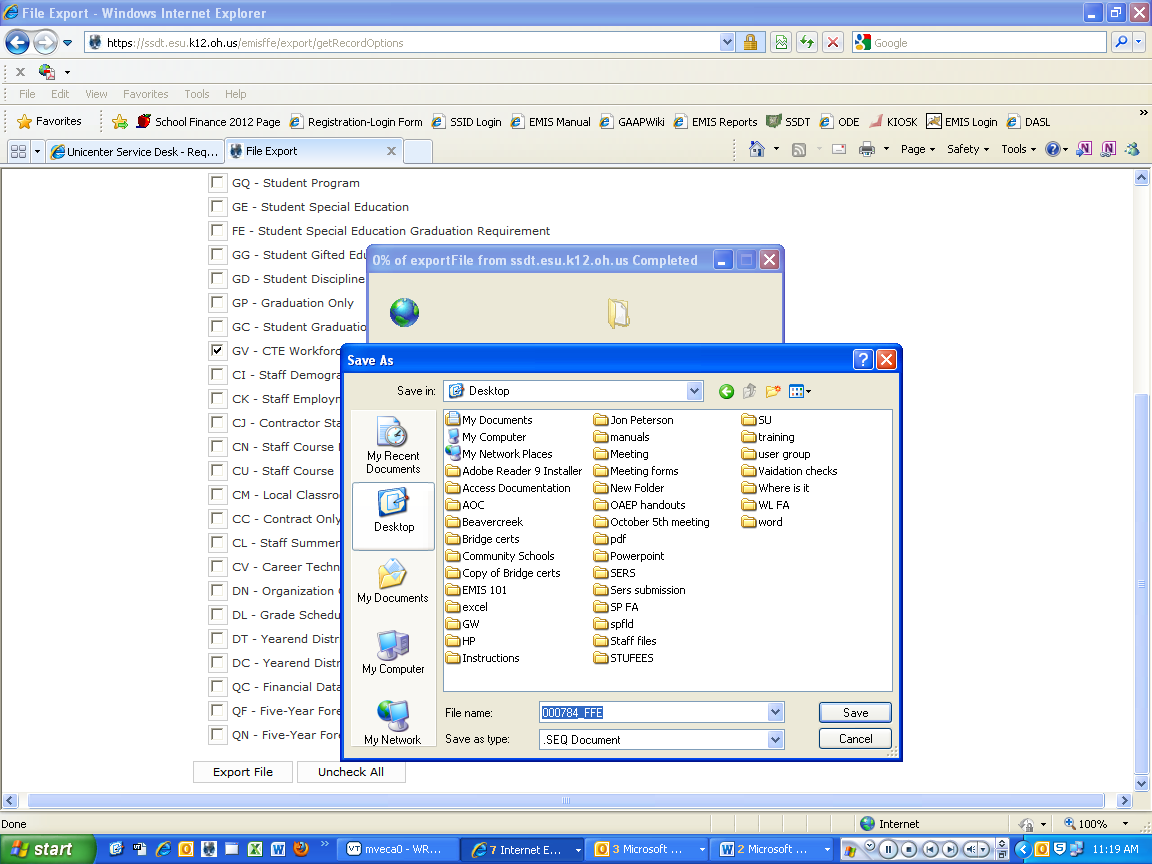 File Export - Windows Internet Explorer
https://ssdt.esu.k12.oh.us/emisffe/export/getRecordOptions
Google
File Edit View Favorites Tools Help
Favorites School Finance 2012 Page Registration-Login Form SSID Login EMIS Manual GAAPWiki EMIS Reports SSDT ODE KIOSK EMIS Login DASL
Unicenter Service Desk - Req... File Export Page Safety Tools
GQ - Student Program
GE - Student Special Education
FE - Student Special Education Graduation Requirement
GG - Student Gifted Edu
GD - Student Discipline
GP - Graduation Only
GC - Student Graduatio
GV - CTE Workforc
CI - Staff Demogra
CK - Staff Employm
CJ - Contractor Sta
CN - Staff Course
CU - Staff Course
CM - Local Classro
CC - Contract Only
CL - Staff Summer
CV - Career Techn
DN - Organization
DL - Grade Schedu
DT - Yearend Distr
DC - Yearend Distr
QC - Financial Data
QF - Five-Year Fore
QN - Five-Year Fore
Export File Uncheck All
0% of exportFile from ssdt.esu.k12.oh.us Completed
Save As
Save in: Desktop
My Recent Documents
Desktop
My Documents
My Computer
My Network
My Documents
My Computer
My Network Places
Adobe Reader 9 Installer
Access Documentation
AOC
Beavercreek
Bridge certs
Community Schools
Copy of Bridge certs
EMIS 101
excel
GW
HP
Instructions
Jon Peterson
manuals
Meeting
Meeting forms
New Folder
OAEP handouts
October 5th meeting
pdf
Powerpoint
SERS
Sers submission
SP FA
spfld
Staff files
STUFEES
SU
training
user group
Vaidation checks
Where is it
WL FA
word
File name: 000784_FFE Save
Save as type: .SEQ Document Cancel
Done Internet 100%
start mveca0 - WR... 7 Internet E... 3 Microsoft ... 2 Microsoft ... 11:19 AM